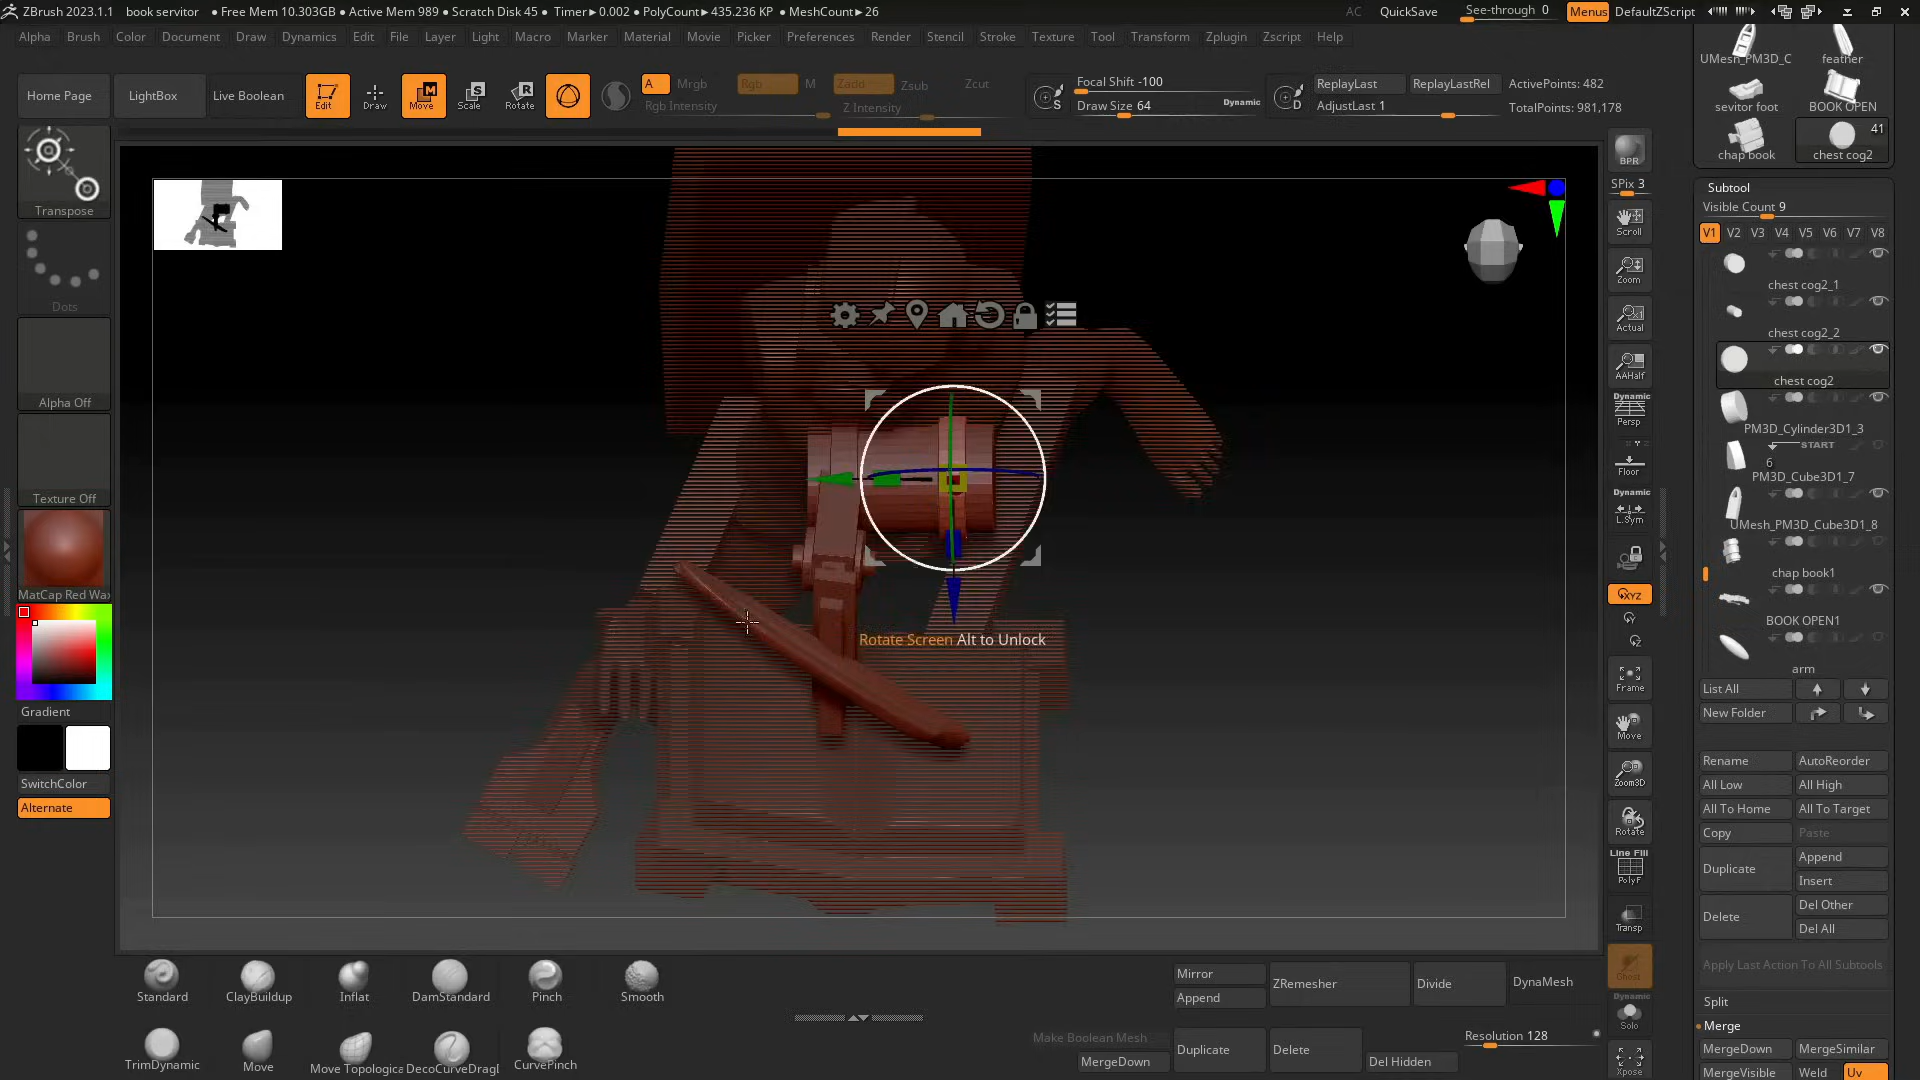 ZBrush 2023.1.1 book servitor ● Free Mem 10.303GB ● Active Mem 989 ● Scratch Disk 45 ● Timer▶0.002 ● PolyCount▶435.236 KP ● MeshCount▶26 AC QuickSave See-through 0 Menus DefaultZScript
Alpha Brush Color Document Draw Dynamics Edit File Layer Light Macro Marker Material Movie Picker Preferences Render Stencil Stroke Texture Tool Transform Zplugin Zscript Help
Home Page LightBox Live Boolean Edit Draw Move Scale Rotate
A Mrgb Rgb M Zadd Zsub Zcut
Rgb Intensity Z Intensity
Focal Shift -100
Draw Size 64 Dynamic
S D
ReplayLast ReplayLastRel ActivePoints: 482
AdjustLast 1 TotalPoints: 981,178
Transpose
Dots
Alpha Off
Texture Off
MatCap Red Wax
Gradient
SwitchColor
Alternate
Rotate Screen Alt to Unlock
BPR
SPix 3
Scroll
Zoom
Actual
AAHalf
Dynamic
Persp
Floor
Dynamic
L.Sym
XYZ
Frame
Move
Zoom3D
Rotate
Line Fill
PolyF
Transp
Ghost
Dynamic
Solo
Xpose
UMesh_PM3D_C feather
sevitor foot BOOK OPEN
41
chap book chest cog2
Subtool
Visible Count 9
V1 V2 V3 V4 V5 V6 V7 V8
chest cog2_1
chest cog2_2
chest cog2
PM3D_Cylinder3D1_3
START
6
PM3D_Cube3D1_7
UMesh_PM3D_Cube3D1_8
chap book1
BOOK OPEN1
arm
List All
New Folder
Rename AutoReorder
All Low All High
All To Home All To Target
Copy Paste
Duplicate Append
Insert
Delete Del Other
Del All
Apply Last Action To All Subtools
Split
Merge
MergeDown MergeSimilar
MergeVisible Weld Uv
Standard ClayBuildup Inflat DamStandard Pinch Smooth
TrimDynamic Move Move Topologica DecoCurveDragD CurvePinch
Mirror
Append
ZRemesher Divide DynaMesh
Resolution 128
Make Boolean Mesh
MergeDown
Duplicate Delete Del Hidden